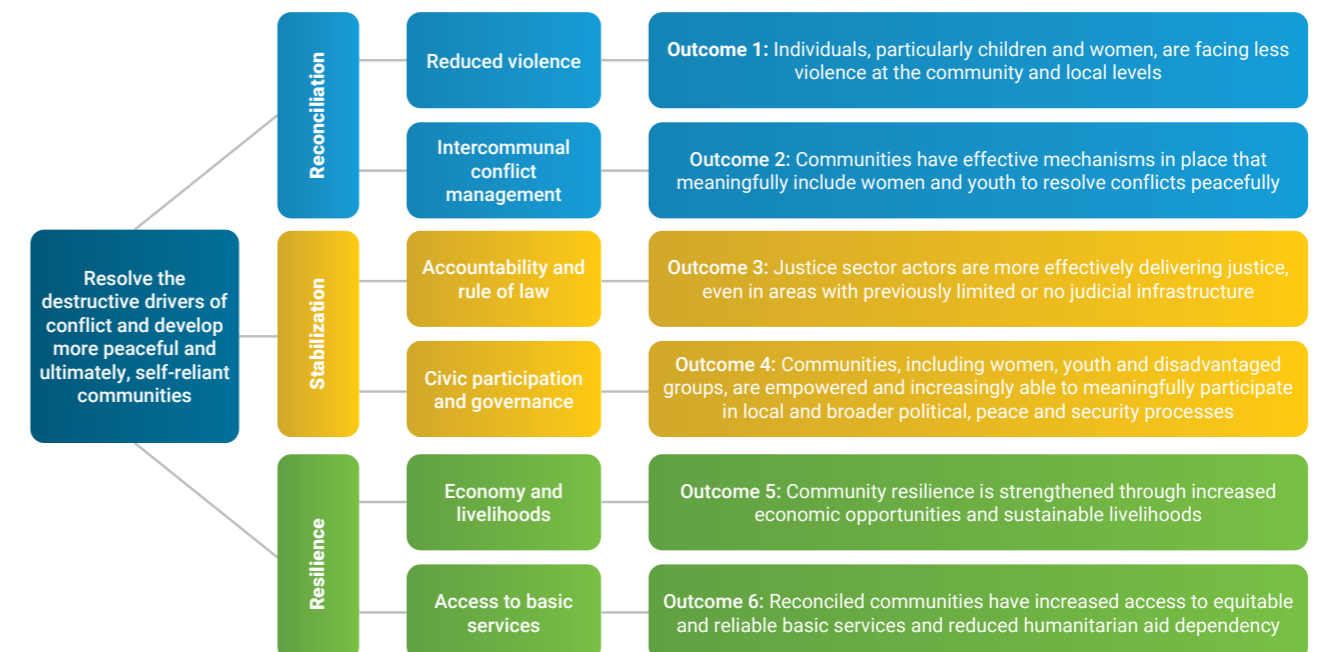 Resolve the
destructive drivers of
conflict and develop
more peaceful and
ultimately, self-reliant
communities
Reconciliation
Reduced violence
Outcome 1: Individuals, particularly children and women, are facing less
violence at the community and local levels
Intercommunal
conflict
management
Outcome 2: Communities have effective mechanisms in place that
meaningfully include women and youth to resolve conflicts peacefully
Stabilization
Accountability and
rule of law
Outcome 3: Justice sector actors are more effectively delivering justice,
even in areas with previously limited or no judicial infrastructure
Civic participation
and governance
Outcome 4: Communities, including women, youth and disadvantaged
groups, are empowered and increasingly able to meaningfully participate
in local and broader political, peace and security processes
Resilience
Economy and
livelihoods
Outcome 5: Community resilience is strengthened through increased
economic opportunities and sustainable livelihoods
Access to basic
services
Outcome 6: Reconciled communities have increased access to equitable
and reliable basic services and reduced humanitarian aid dependency